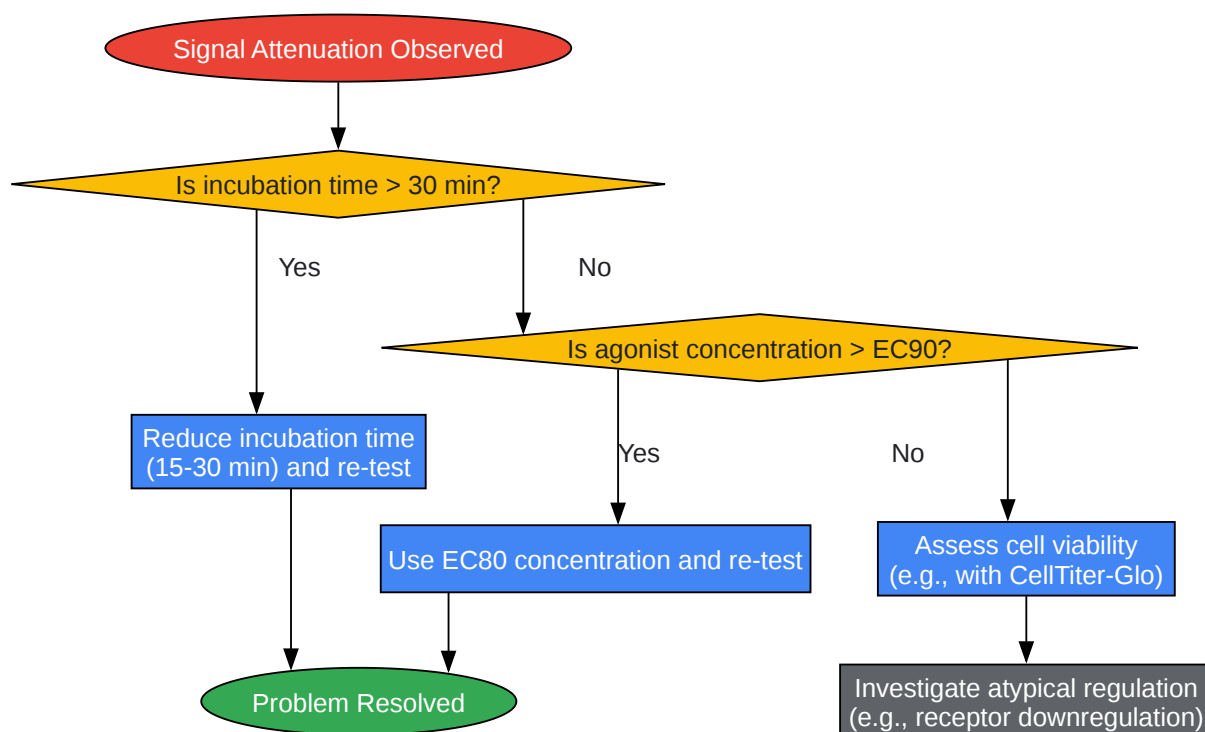 Signal Attenuation Observed
Is incubation time > 30 min?
Yes
No
Is agonist concentration > EC90?
Reduce incubation time
(15-30 min) and re-test
Yes
No
Use EC80 concentration and re-test
Assess cell viability
(e.g., with CellTiter-Glo)
Problem Resolved
Investigate atypical regulation
(e.g., receptor downregulation)